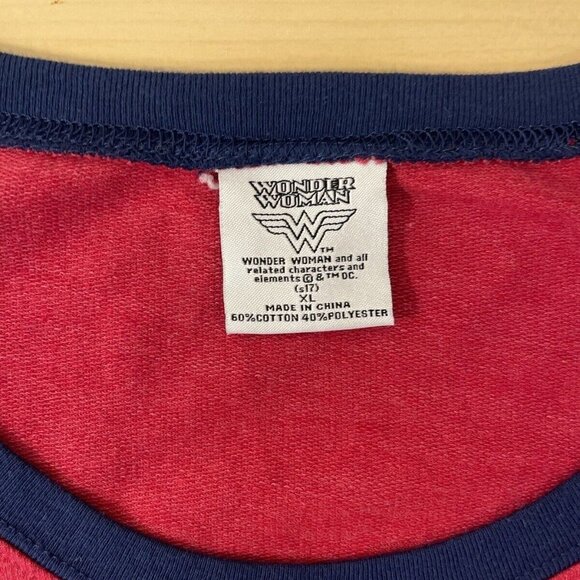 WONDER
WOMAN
TM
WONDER WOMAN and all
related characters and
elements © & ™ DC.
(s17)
XL
MADE IN CHINA
60%COTTON 40%POLYESTER